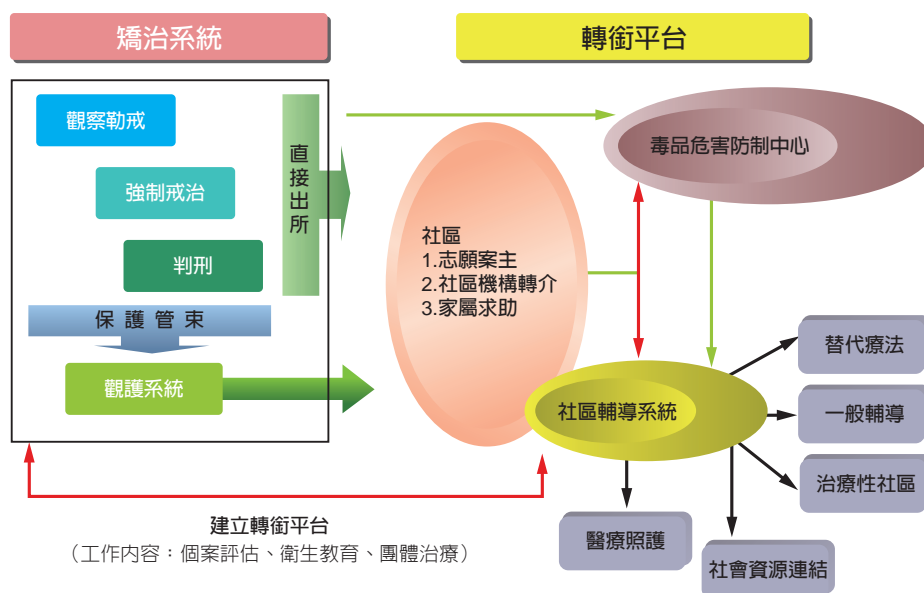 矯治系統
轉銜平台
觀察勒戒
強制戒治
判刑
直接出所
保護管束
觀護系統
社區
1.志願案主
2.社區機構轉介
3.家屬求助
毒品危害防制中心
社區輔導系統
替代療法
一般輔導
治療性社區
社會資源連結
醫療照護
建立轉銜平台
（工作內容：個案評估、衛生教育、團體治療）